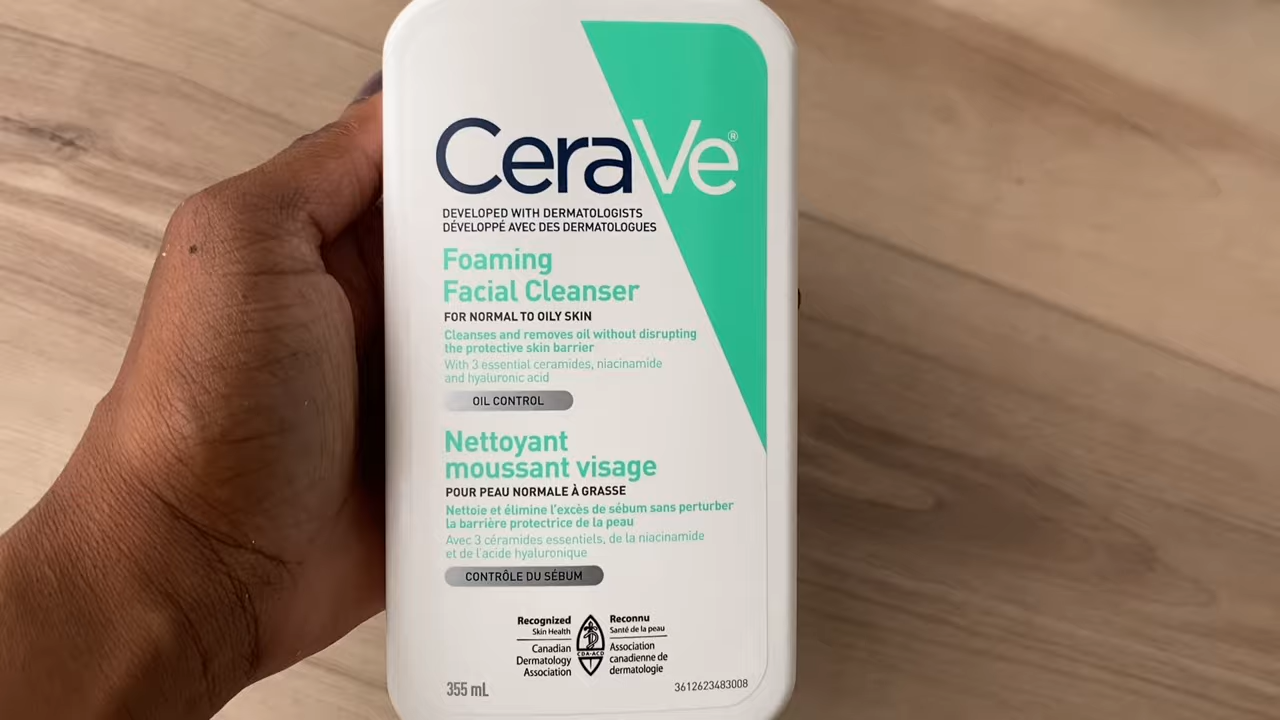 CeraVe®
DEVELOPED WITH DERMATOLOGISTS
DÉVELOPPÉ AVEC DES DERMATOLOGUES
Foaming
Facial Cleanser
FOR NORMAL TO OILY SKIN
Cleanses and removes oil without disrupting
the protective skin barrier
With 3 essential ceramides, niacinamide
and hyaluronic acid
OIL CONTROL
Nettoyant
moussant visage
POUR PEAU NORMALE À GRASSE
Nettoie et élimine l'excès de sébum sans perturber
la barrière protectrice de la peau
Avec 3 céramides essentiels, de la niacinamide
et de l'acide hyaluronique
CONTRÔLE DU SÉBUM
Recognized
Skin Health
Canadian
Dermatology
Association
CDA-ACD
Reconnu
Santé de la peau
Association
canadienne de
dermatologie
355 mL
3612623483008